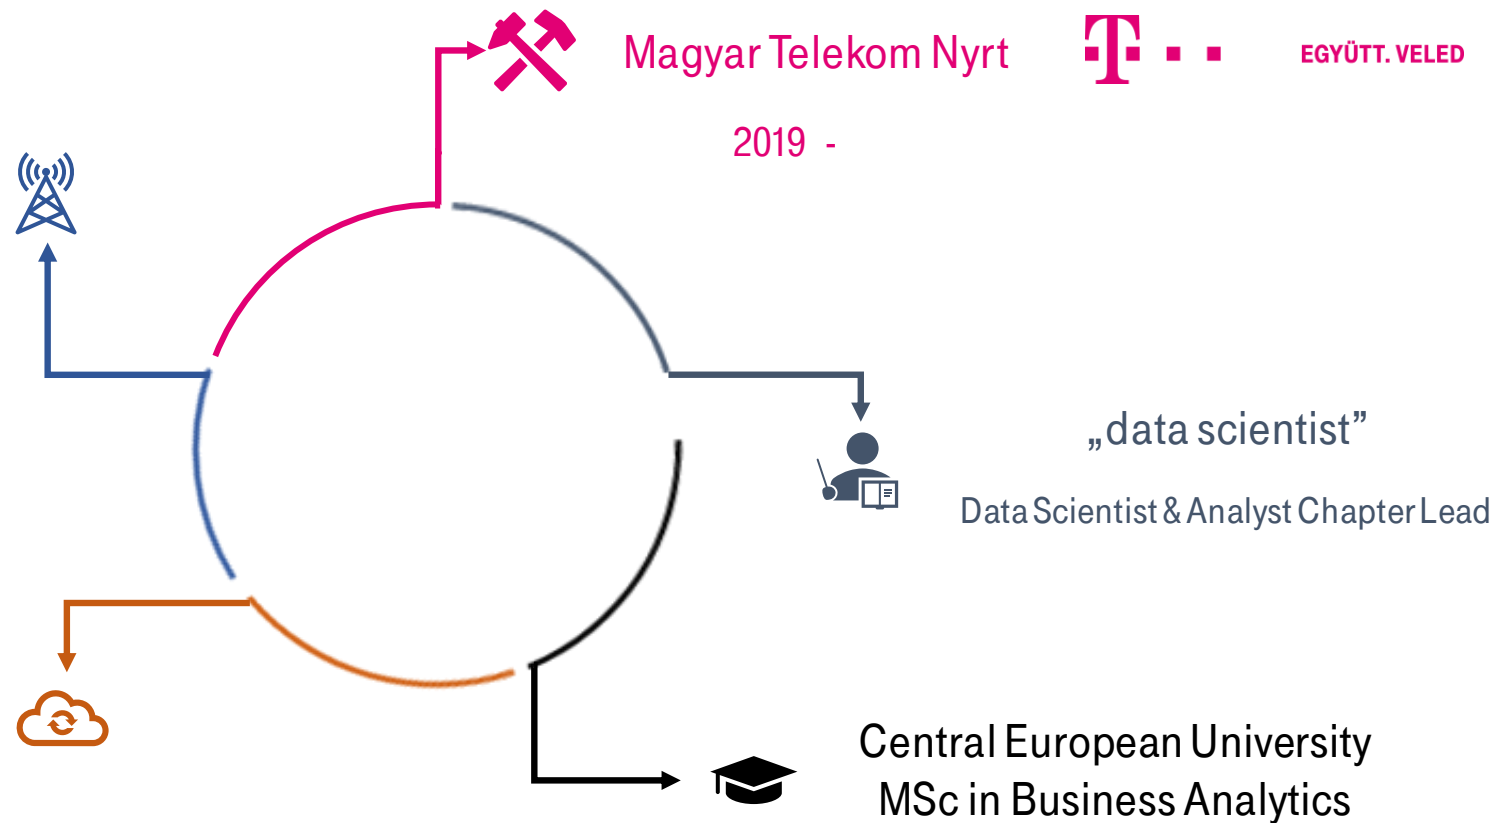 Magyar Telekom Nyrt
T
EGYÜTT. VELED
2019 -
„data scientist”
Data Scientist & Analyst Chapter Lead
Central European University
MSc in Business Analytics